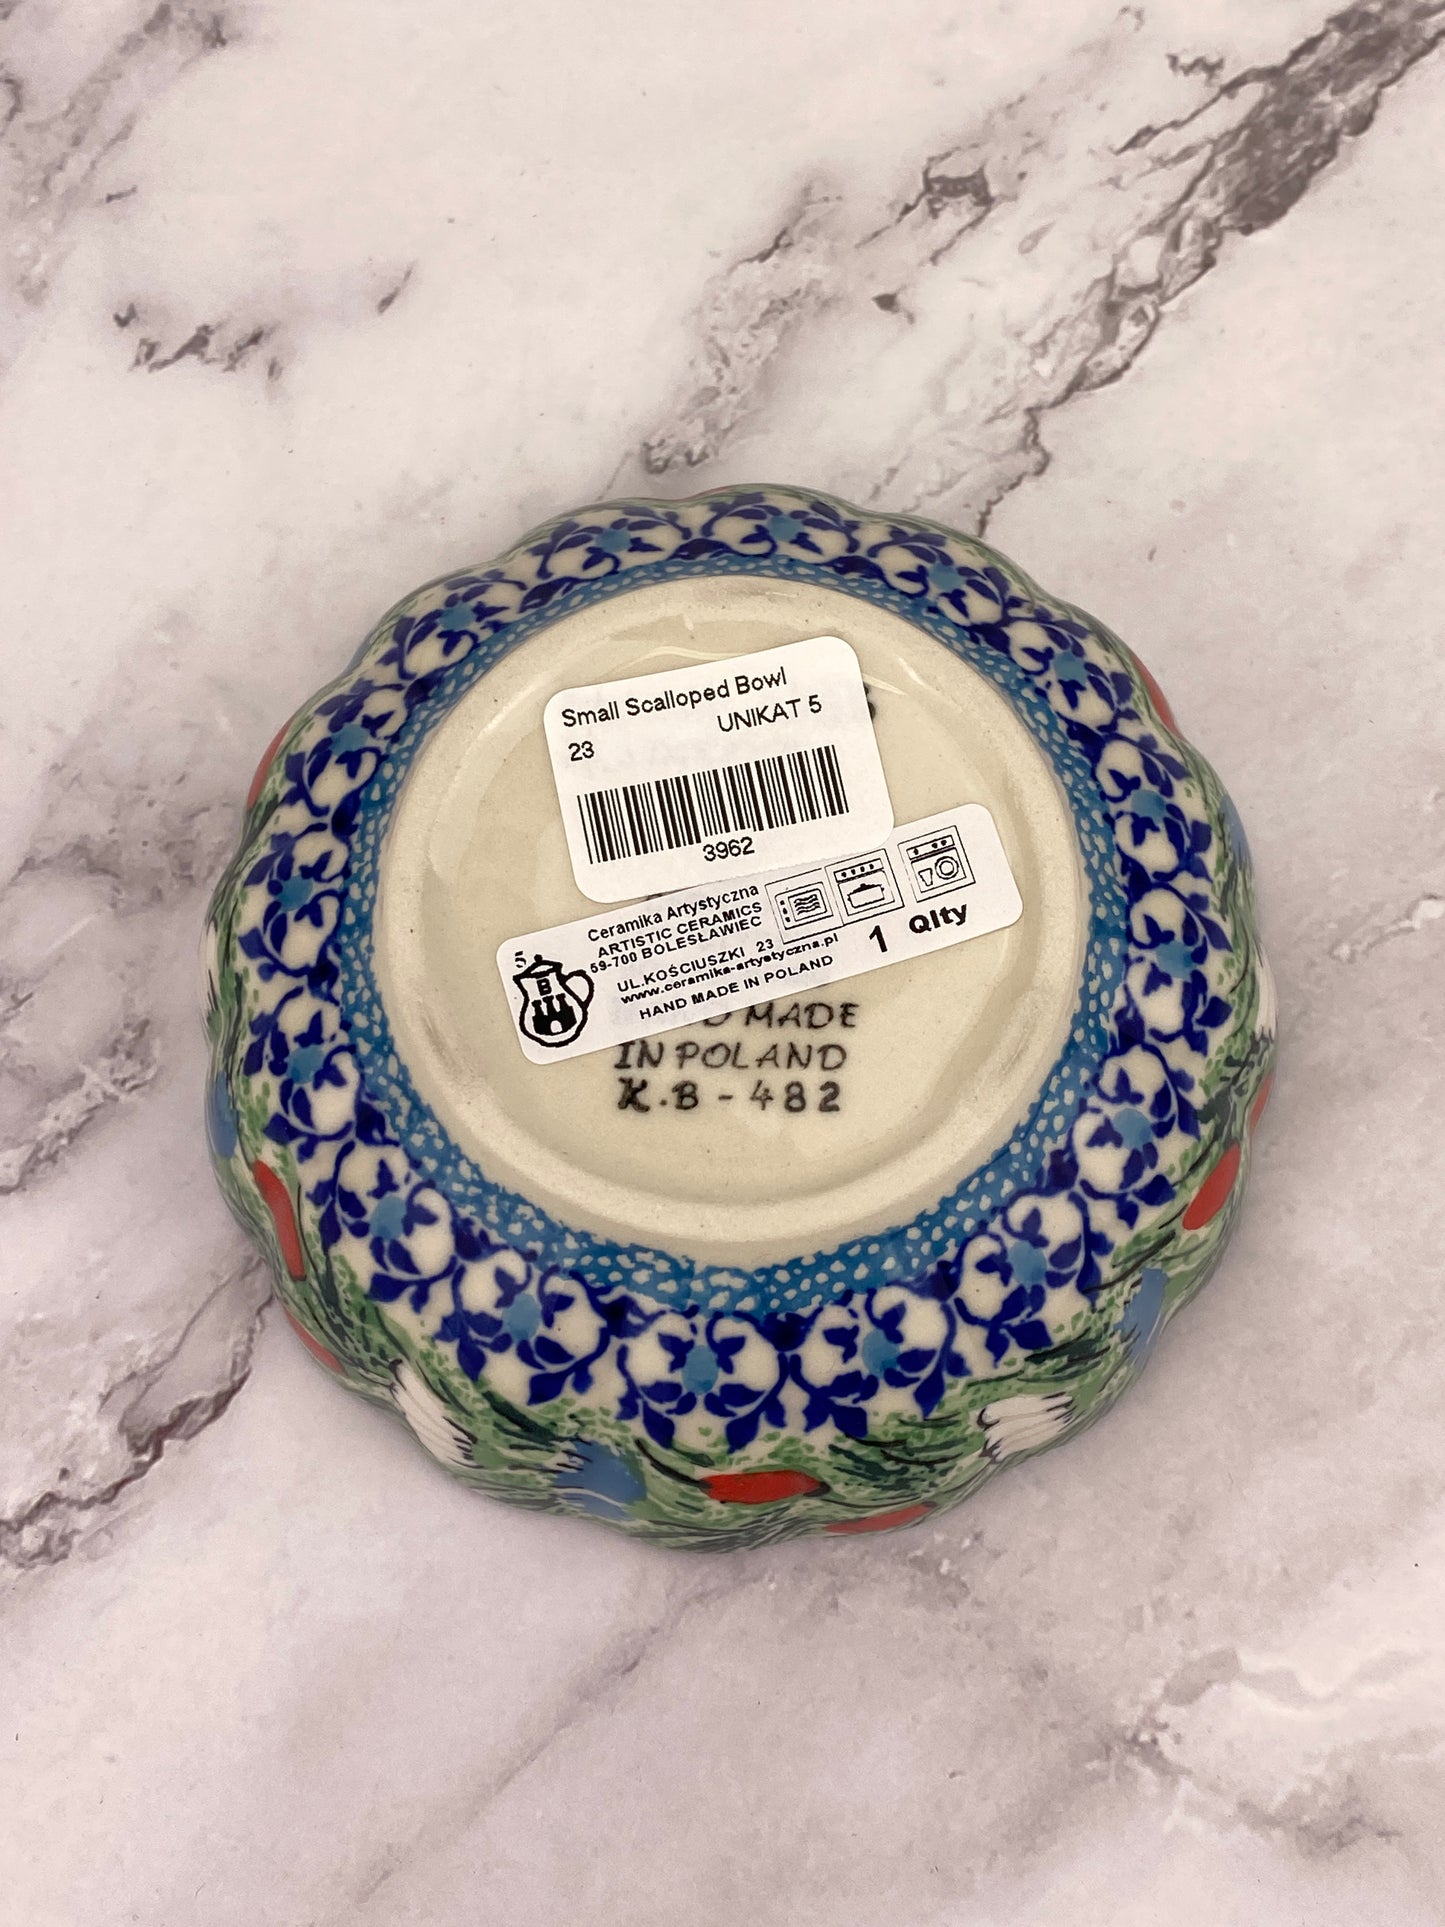 Small Scalloped Bowl
UNIKAT 5
23
3962
5.
B
Ceramika Artystyczna
ARTISTIC CERAMICS
59-700 BOLESŁAWIEC
UL.KOŚCIUSZKI 23
www.ceramika-artystyczna.pl
HAND MADE IN POLAND
1 Qlty
MADE
IN POLAND
K.B - 482